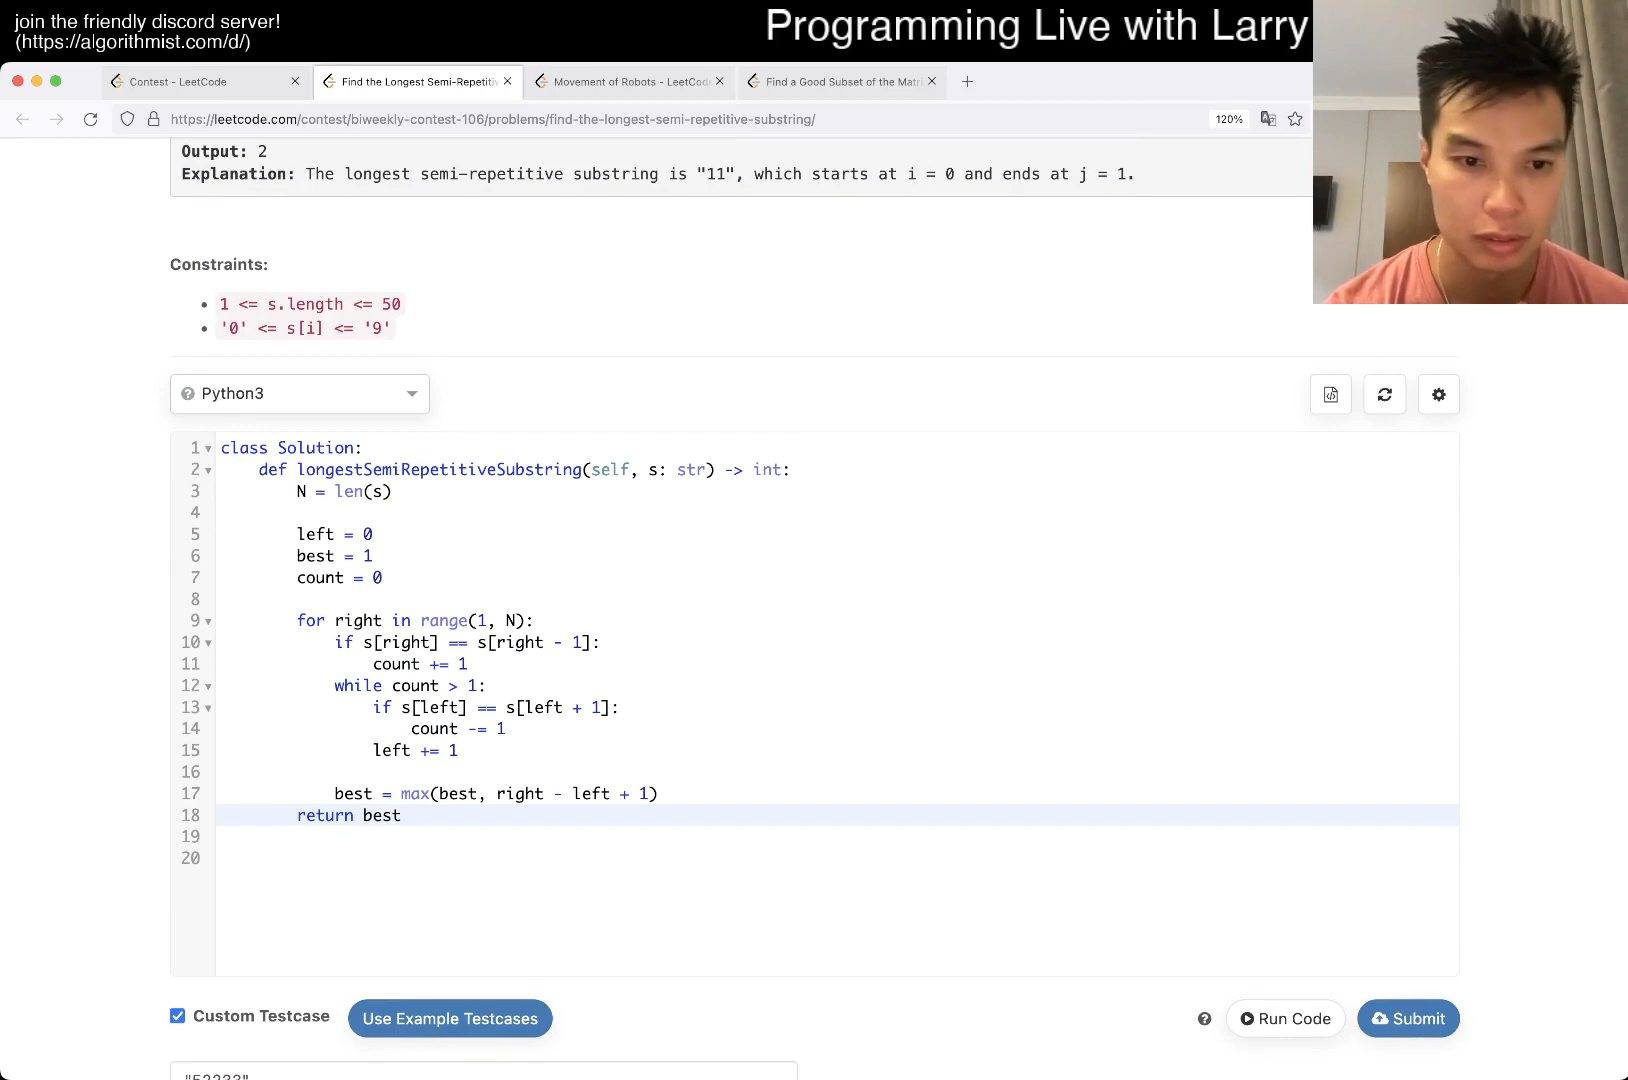 join the friendly discord server!
(https://algorithmist.com/d/)
Programming Live with Larry
Contest - LeetCode
Find the Longest Semi-Repetitiv
Movement of Robots - LeetCod
Find a Good Subset of the Matri
https://leetcode.com/contest/biweekly-contest-106/problems/find-the-longest-semi-repetitive-substring/
120%
Output: 2
Explanation: The longest semi-repetitive substring is "11", which starts at i = 0 and ends at j = 1.
Constraints:
1 <= s.length <= 50
'0' <= s[i] <= '9'
Python3
1 class Solution:
2 def longestSemiRepetitiveSubstring(self, s: str) -> int:
3 N = len(s)
4
5 left = 0
6 best = 1
7 count = 0
8
9 for right in range(1, N):
10 if s[right] == s[right - 1]:
11 count += 1
12 while count > 1:
13 if s[left] == s[left + 1]:
14 count -= 1
15 left += 1
16
17 best = max(best, right - left + 1)
18 return best
19
20
Custom Testcase
Use Example Testcases
Run Code
Submit
"52233"